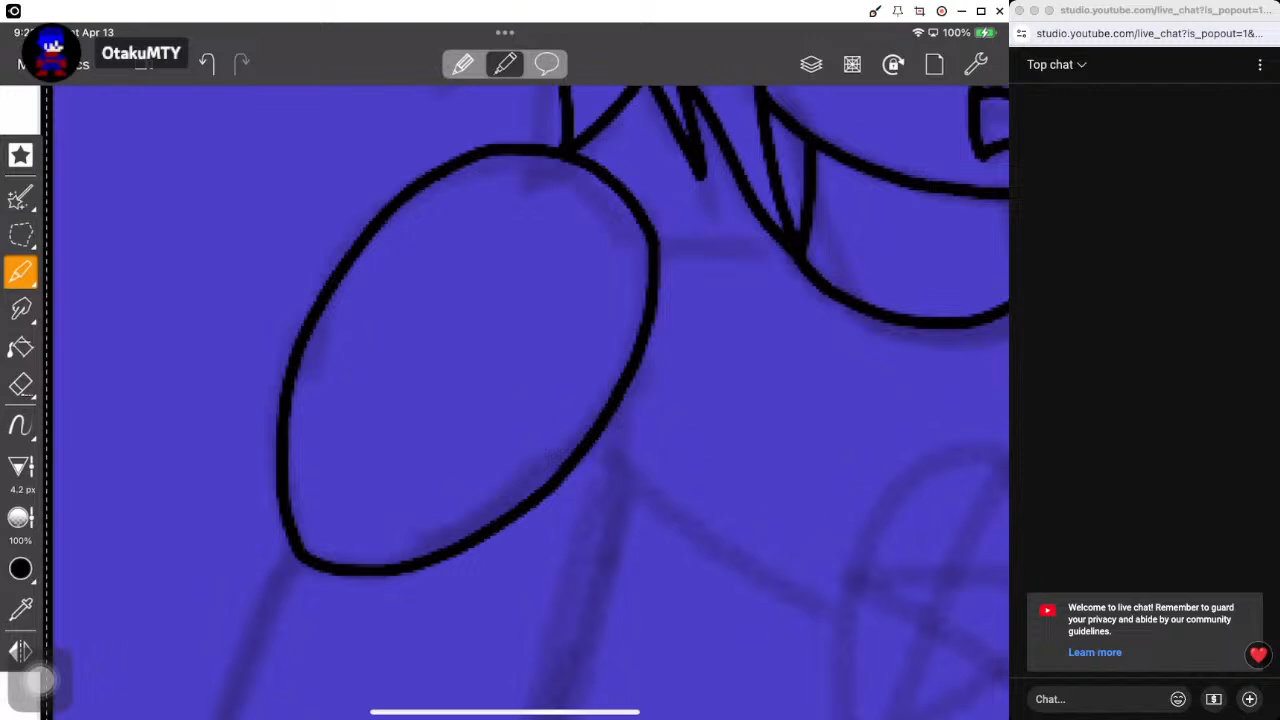 studio.youtube.com/live_chat?is_popout=1...
studio.youtube.com/live_chat?is_popout=1&...
Sat Apr 13
100%
OtakuMTY
Top chat
4.2 px
100%
Welcome to live chat! Remember to guard
your privacy and abide by our community
guidelines.
Learn more
Chat...